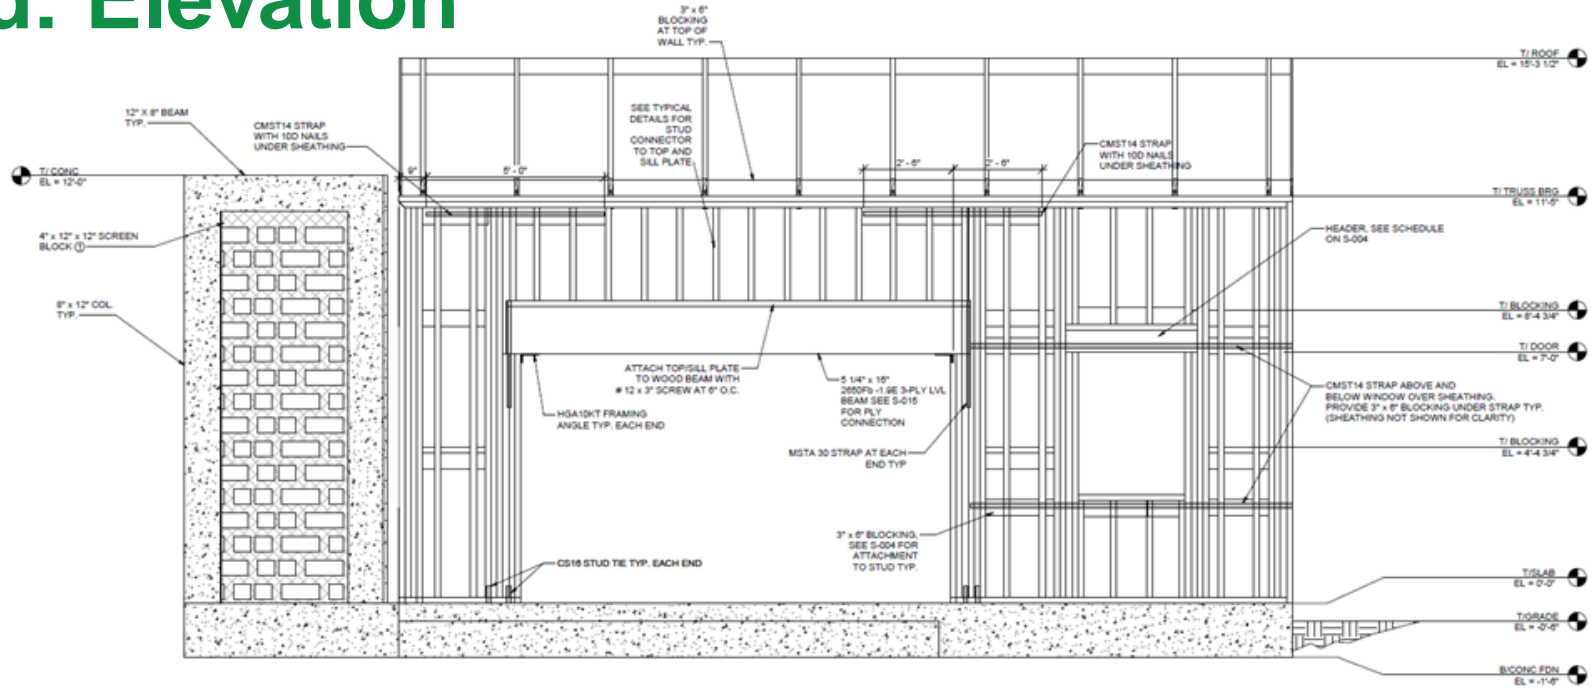 d. Elevation
3" x 6"
BLOCKING
AT TOP OF
WALL TYP.
T/ ROOF
EL = 15'-3 1/2"
12" X 8" BEAM
TYP.
CMST14 STRAP
WITH 10D NAILS
UNDER SHEATHING
SEE TYPICAL
DETAILS FOR
STUD
CONNECTOR
TO TOP AND
SILL PLATE
CMST14 STRAP
WITH 10D NAILS
UNDER SHEATHING
T/ CONC
EL = 12'-0"
9"
5' - 0"
2' - 6"
2' - 6"
T/ TRUSS BRG
EL = 11'-5"
4" x 12" x 12" SCREEN
BLOCK 1
HEADER, SEE SCHEDULE
ON S-004
8" x 12" COL.
TYP.
T/ BLOCKING
EL = 8'-4 3/4"
T/ DOOR
EL = 7'-0"
ATTACH TOP/SILL PLATE
TO WOOD BEAM WITH
# 12 x 3" SCREW AT 6" O.C.
5 1/4" x 16"
2650Fb -1.9E 3-PLY LVL
BEAM SEE S-015
FOR PLY
CONNECTION
CMST14 STRAP ABOVE AND
BELOW WINDOW OVER SHEATHING.
PROVIDE 3" x 6" BLOCKING UNDER STRAP TYP.
(SHEATHING NOT SHOWN FOR CLARITY)
HGA10KT FRAMING
ANGLE TYP. EACH END
MSTA 30 STRAP AT EACH
END TYP
T/ BLOCKING
EL = 4'-4 3/4"
3" x 6" BLOCKING,
SEE S-004 FOR
ATTACHMENT
TO STUD TYP.
CS16 STUD TIE TYP. EACH END
T/SLAB
EL = 0'-0"
T/GRADE
EL = -0'-6"
B/CONC FDN
EL = -1'-6"